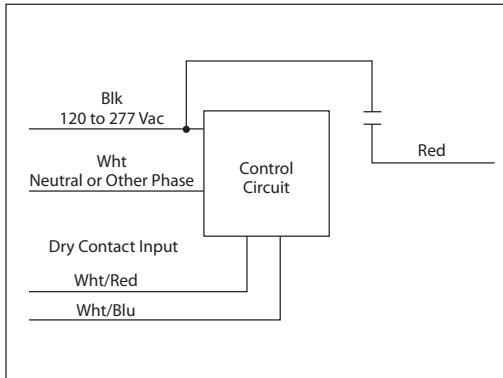 Blk
120 to 277 Vac
Wht
Neutral or Other Phase
Control
Circuit
Red
Dry Contact Input
Wht/Red
Wht/Blu